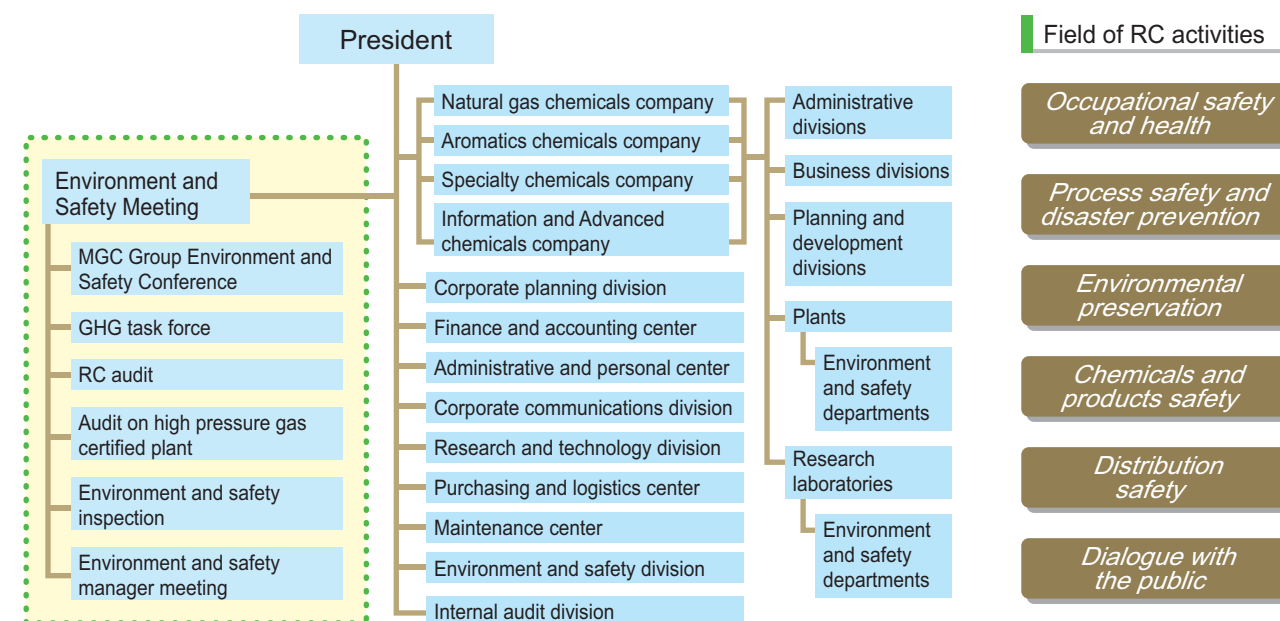 President
Environment and
Safety Meeting
MGC Group Environment and
Safety Conference
GHG task force
RC audit
Audit on high pressure gas
certified plant
Environment and safety
inspection
Environment and safety
manager meeting
Natural gas chemicals company
Aromatics chemicals company
Specialty chemicals company
Information and Advanced
chemicals company
Corporate planning division
Finance and accounting center
Administrative and personal center
Corporate communications division
Research and technology division
Purchasing and logistics center
Maintenance center
Environment and safety division
Internal audit division
Administrative
divisions
Business divisions
Planning and
development
divisions
Plants
Environment
and safety
departments
Research
laboratories
Environment
and safety
departments
Field of RC activities
Occupational safety
and health
Process safety and
disaster prevention
Environmental
preservation
Chemicals and
products safety
Distribution
safety
Dialogue with
the public